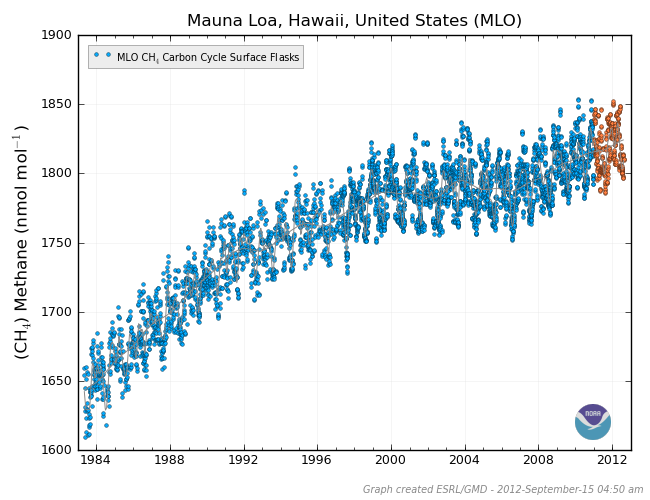 Mauna Loa, Hawaii, United States (MLO)
MLO CH₄ Carbon Cycle Surface Flasks
(CH₄) Methane (nmol mol⁻¹)
1900
1850
1800
1750
1700
1650
1600
1984 1988 1992 1996 2000 2004 2008 2012
NOAA
Graph created ESRL/GMD - 2012-September-15 04:50 am